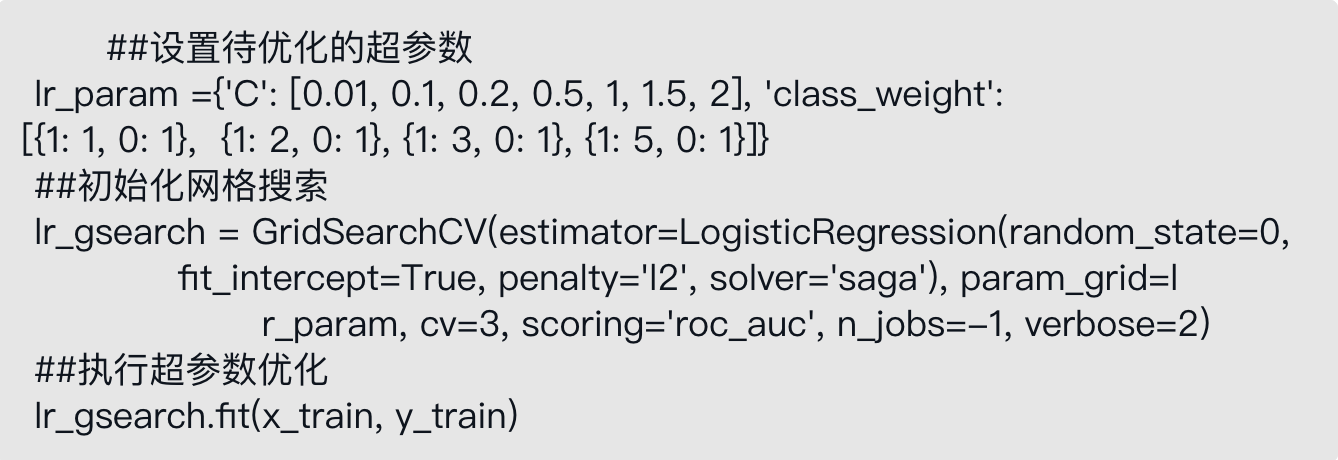 ##设置待优化的超参数
lr_param ={'C': [0.01, 0.1, 0.2, 0.5, 1, 1.5, 2], 'class_weight':
[{1: 1, 0: 1},  {1: 2, 0: 1}, {1: 3, 0: 1}, {1: 5, 0: 1}]}
##初始化网格搜索
lr_gsearch = GridSearchCV(estimator=LogisticRegression(random_state=0,
fit_intercept=True, penalty='l2', solver='saga'), param_grid=l
r_param, cv=3, scoring='roc_auc', n_jobs=–1, verbose=2)
##执行超参数优化
lr_gsearch.fit(x_train, y_train)